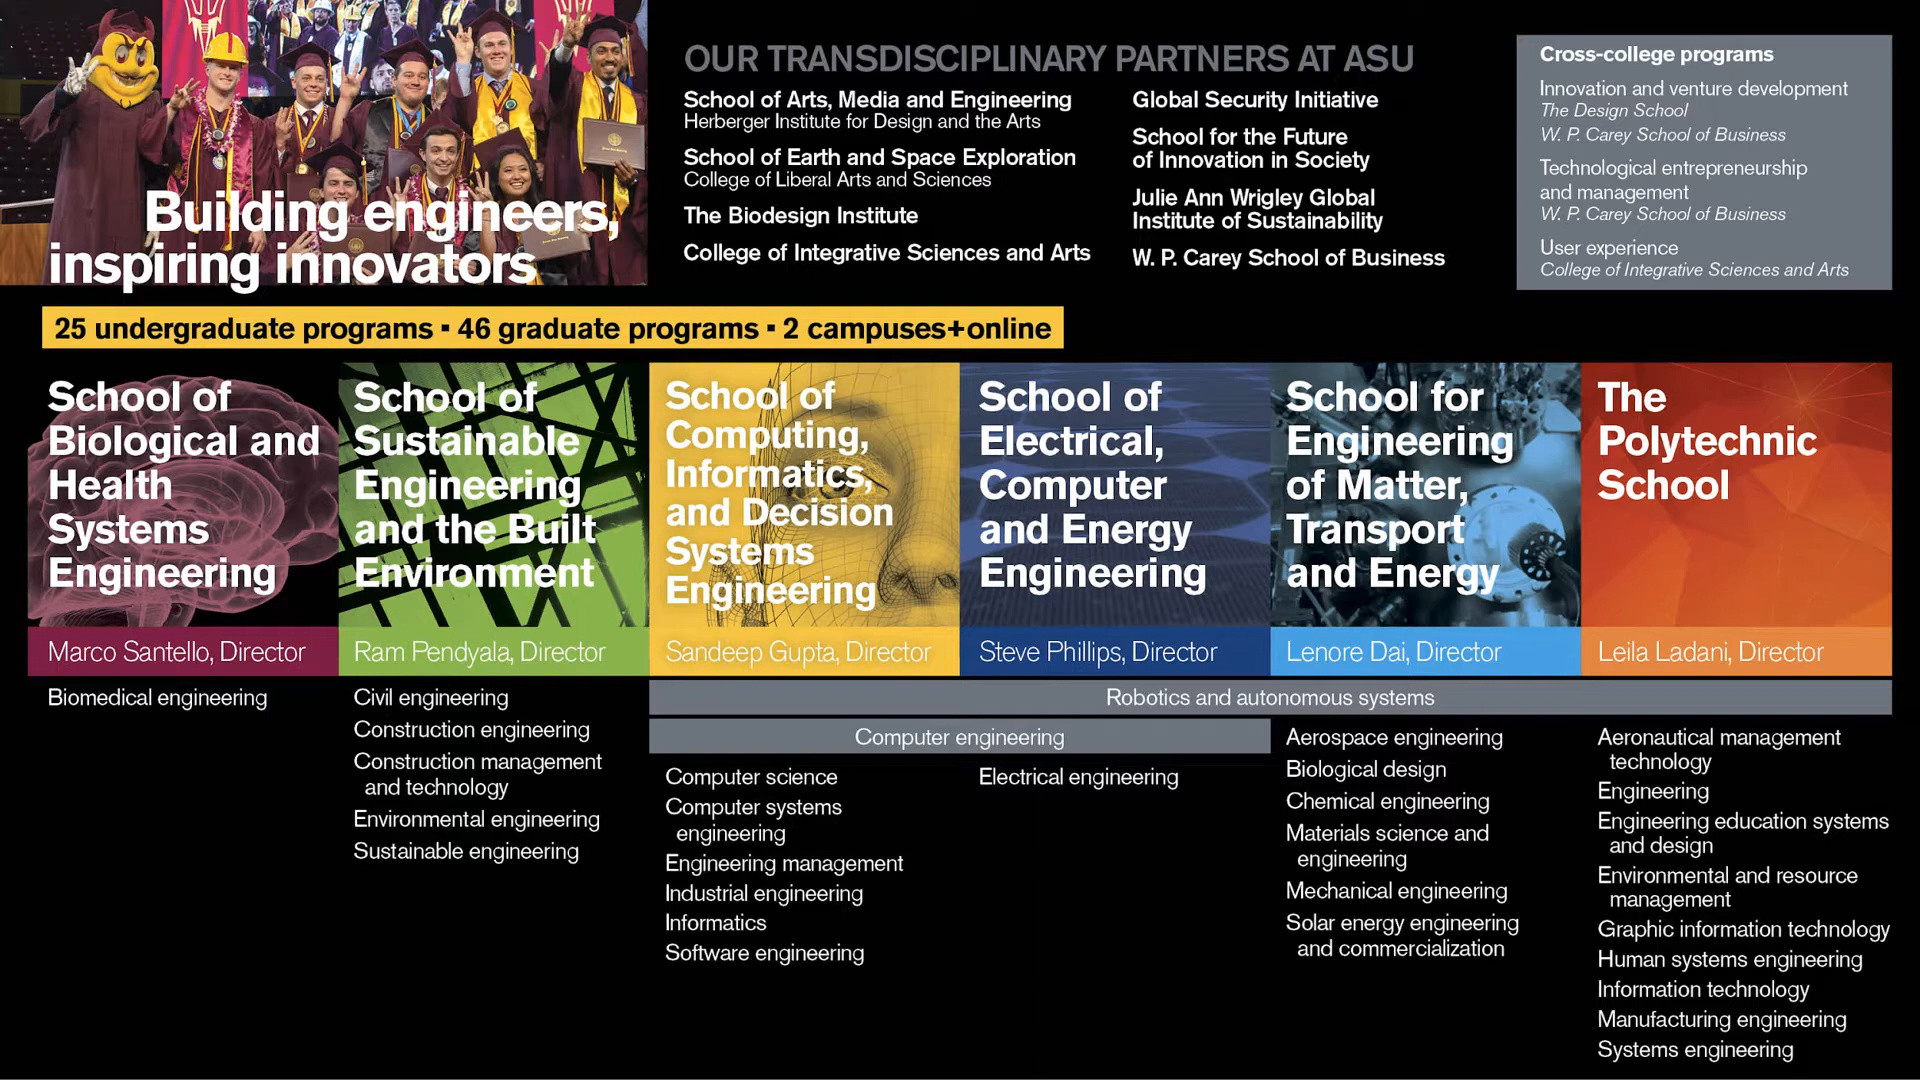 Building engineers,
inspiring innovators
OUR TRANSDISCIPLINARY PARTNERS AT ASU
School of Arts, Media and Engineering
Herberger Institute for Design and the Arts
School of Earth and Space Exploration
College of Liberal Arts and Sciences
The Biodesign Institute
College of Integrative Sciences and Arts
Global Security Initiative
School for the Future
of Innovation in Society
Julie Ann Wrigley Global
Institute of Sustainability
W. P. Carey School of Business
Cross-college programs
Innovation and venture development
The Design School
W. P. Carey School of Business
Technological entrepreneurship
and management
W. P. Carey School of Business
User experience
College of Integrative Sciences and Arts
25 undergraduate programs ▪ 46 graduate programs ▪ 2 campuses+online
School of
Biological and
Health
Systems
Engineering
Marco Santello, Director
Biomedical engineering
School of
Sustainable
Engineering
and the Built
Environment
Ram Pendyala, Director
Civil engineering
Construction engineering
Construction management
and technology
Environmental engineering
Sustainable engineering
School of
Computing,
Informatics,
and Decision
Systems
Engineering
Sandeep Gupta, Director
School of
Electrical,
Computer
and Energy
Engineering
Steve Phillips, Director
School for
Engineering
of Matter,
Transport
and Energy
Lenore Dai, Director
The
Polytechnic
School
Leila Ladani, Director
Robotics and autonomous systems
Computer engineering
Computer science
Computer systems
engineering
Engineering management
Industrial engineering
Informatics
Software engineering
Electrical engineering
Aerospace engineering
Biological design
Chemical engineering
Materials science and
engineering
Mechanical engineering
Solar energy engineering
and commercialization
Aeronautical management
technology
Engineering
Engineering education systems
and design
Environmental and resource
management
Graphic information technology
Human systems engineering
Information technology
Manufacturing engineering
Systems engineering